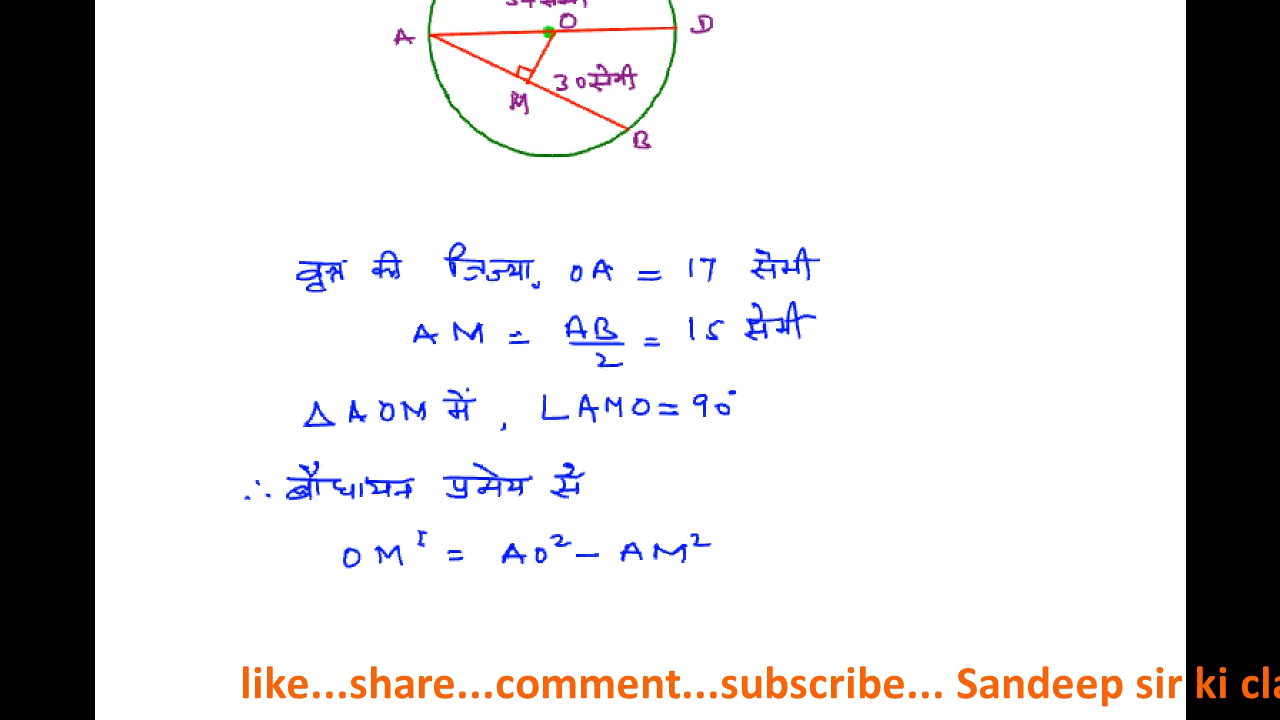 O
A
D
30 सेमी
M
B
वृत्त की त्रिज्या, OA = 17 सेमी
AM = AB/2 = 15 सेमी
△AOM में, ∠AMO = 90°
∴ बौधायन प्रमेय से
OM² = AO² - AM²
like...share...comment...subscribe... Sandeep sir ki cla